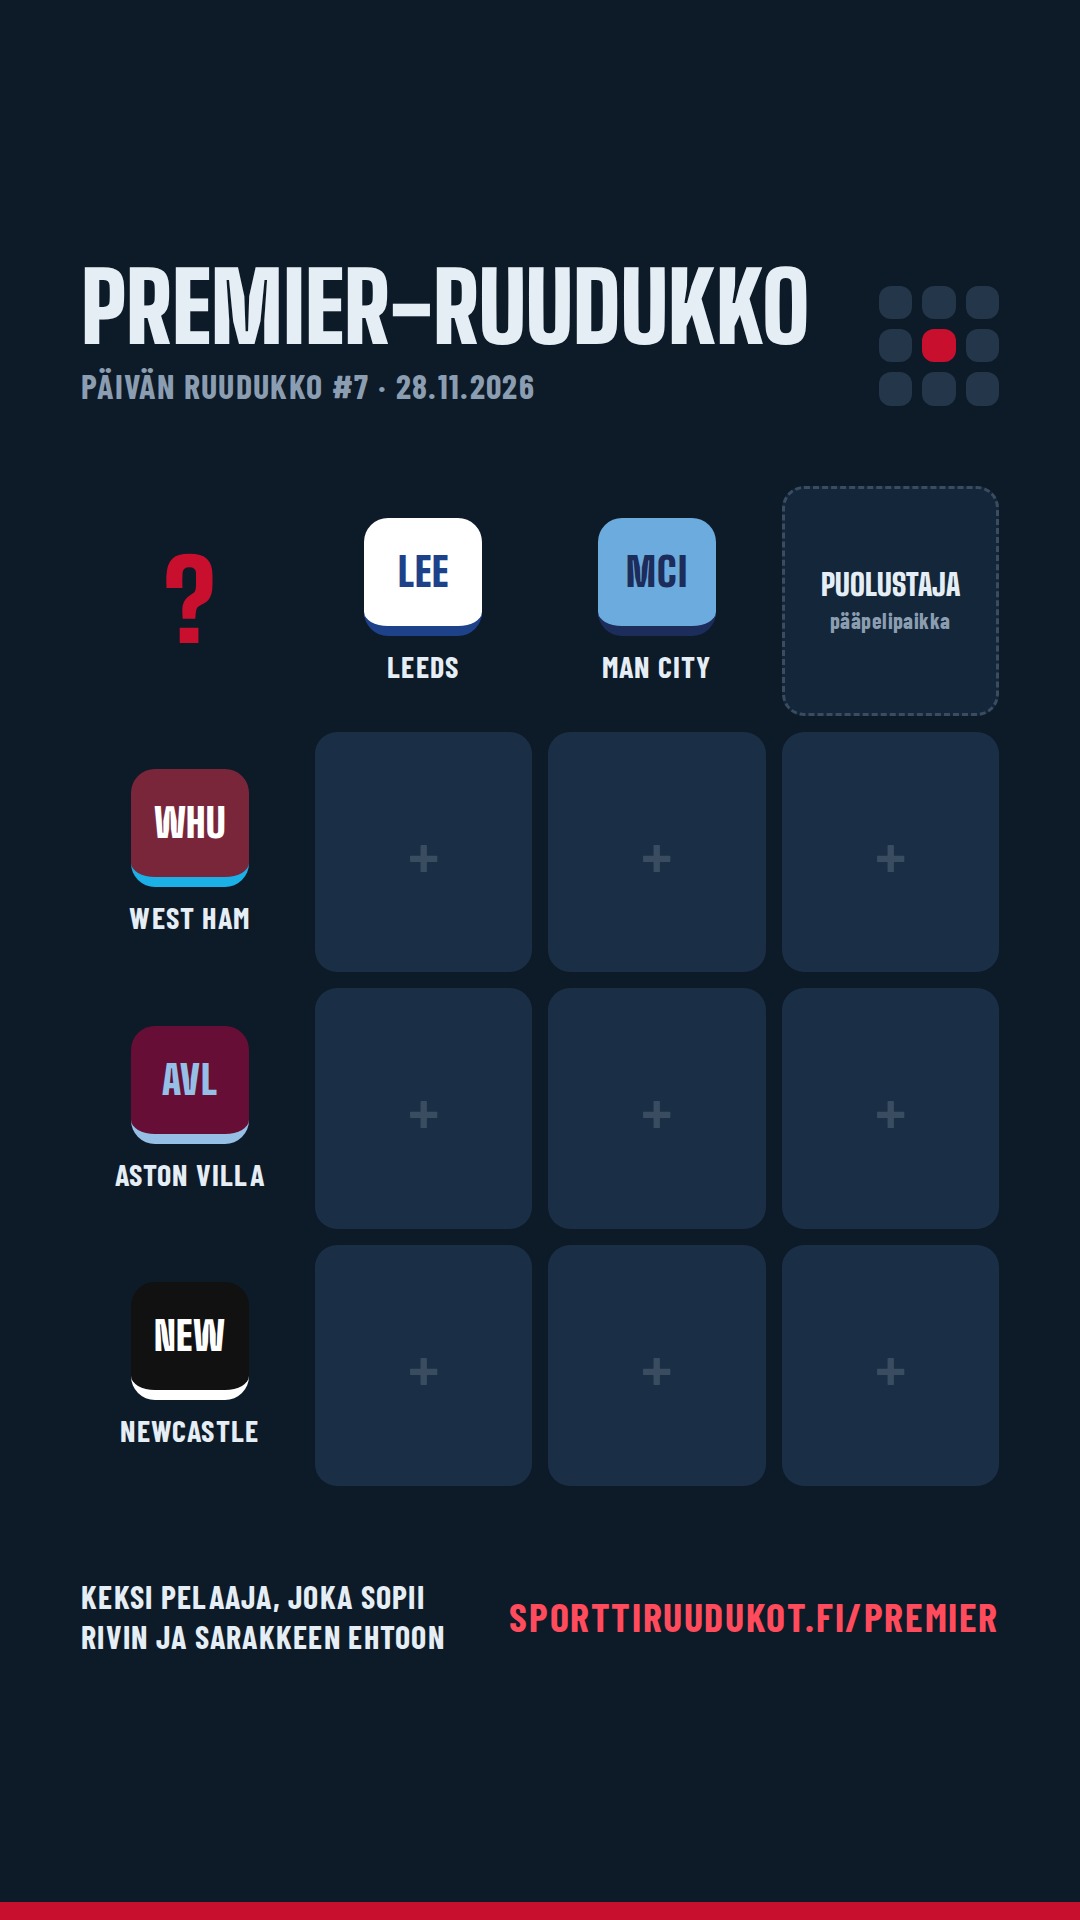 PREMIER–RUUDUKKO
PÄIVÄN RUUDUKKO #7 · 28.11.2026
?
LEE
LEEDS
MCI
MAN CITY
PUOLUSTAJA
pääpelipaikka
WHU
WEST HAM
+ + +
AVL
ASTON VILLA
+ + +
NEW
NEWCASTLE
+ + +
KEKSI PELAAJA, JOKA SOPII
RIVIN JA SARAKKEEN EHTOON
SPORTTIRUUDUKOT.FI/PREMIER